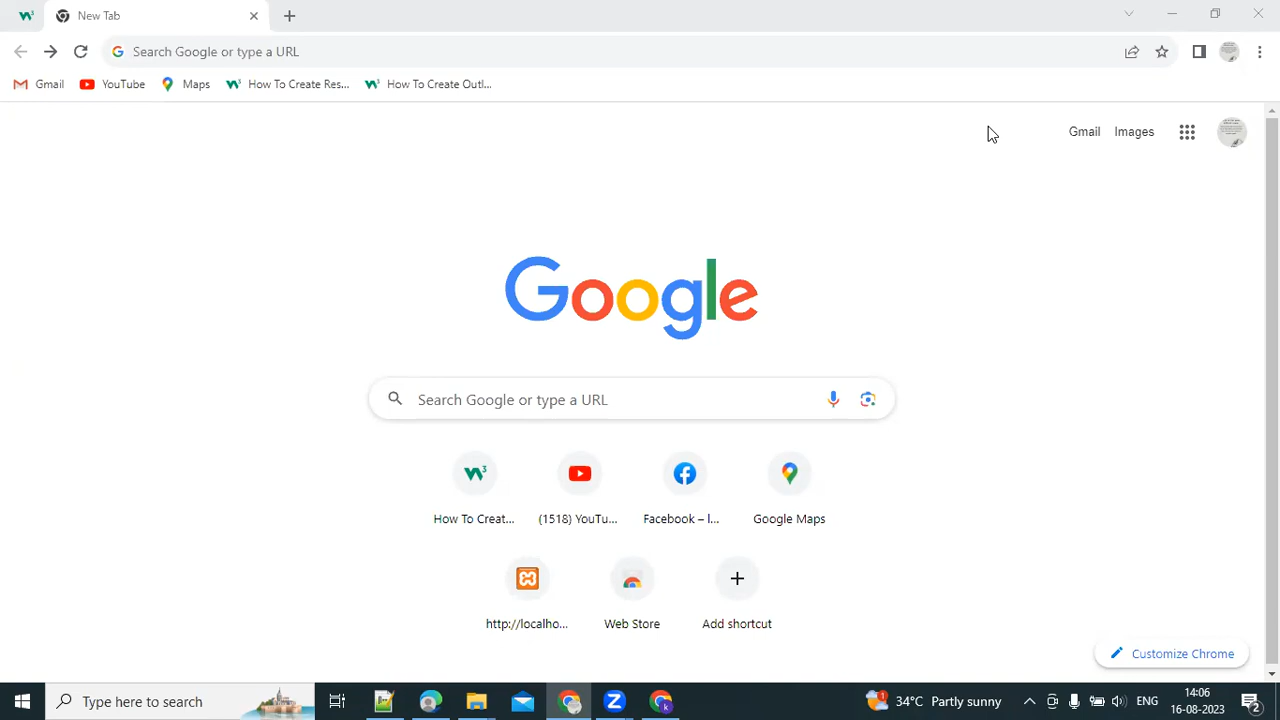 New Tab
Search Google or type a URL
Gmail
YouTube
Maps
How To Create Res...
How To Create Outl...
Gmail
Images
Google
Search Google or type a URL
How To Creat...
(1518) YouTu...
Facebook – l...
Google Maps
http://localho...
Web Store
Add shortcut
Customize Chrome
Type here to search
1
34°C Partly sunny
ENG
14:06
16-08-2023
2